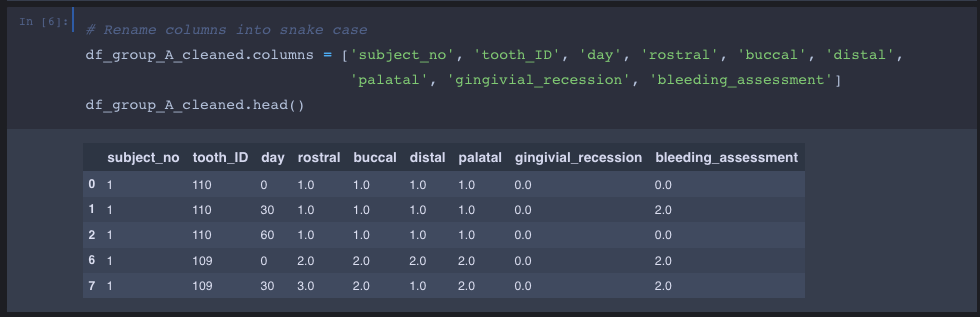 In [6]:
# Rename columns into snake case
df_group_A_cleaned.columns = ['subject_no', 'tooth_ID', 'day', 'rostral', 'buccal', 'distal',
'palatal', 'gingivial_recession', 'bleeding_assessment']
df_group_A_cleaned.head()
subject_no tooth_ID day rostral buccal distal palatal gingivial_recession bleeding_assessment
0 1 110 0 1.0 1.0 1.0 1.0 0.0 0.0
1 1 110 30 1.0 1.0 1.0 1.0 0.0 2.0
2 1 110 60 1.0 1.0 1.0 1.0 0.0 0.0
6 1 109 0 2.0 2.0 2.0 2.0 0.0 2.0
7 1 109 30 3.0 2.0 1.0 2.0 0.0 2.0